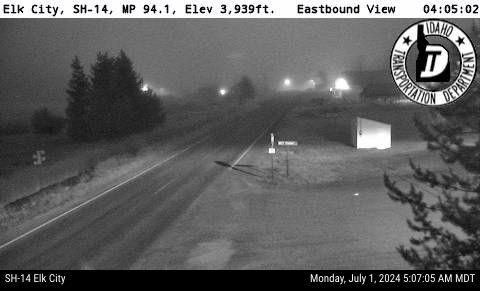 Elk City, SH-14, MP 94.1, Elev 3,939ft. Eastbound View 04:05:02
IDAHO
TRANSPORTATION DEPARTMENT
SH-14 Elk City Monday, July 1, 2024 5:07:05 AM MDT